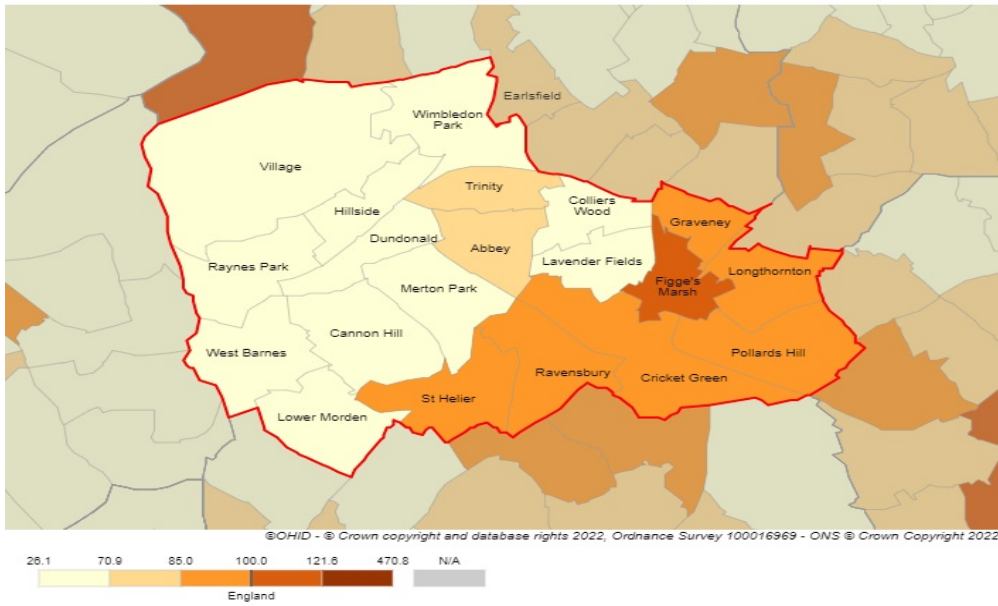 Earlsfield
Wimbledon
Park
Village
Trinity
Colliers
Wood
Hillside
Graveney
Dundonald
Abbey
Raynes Park
Lavender Fields
Longthornton
Figge's
Marsh
Merton Park
Cannon Hill
West Barnes
Pollards Hill
Ravensbury
Cricket Green
St Helier
Lower Morden
©OHID - © Crown copyright and database rights 2022, Ordnance Survey 100016969 - ONS © Crown Copyright 2022
26.1 70.9 85.0 100.0 121.6 470.8 N/A
England